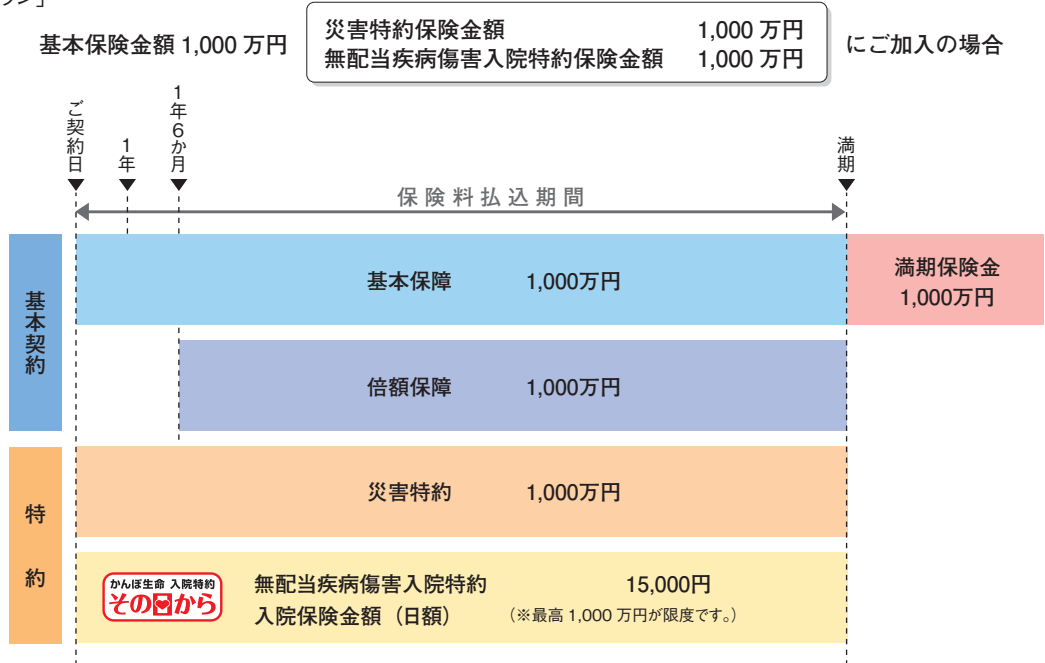 ラン」
基本保険金額 1,000 万円
災害特約保険金額 1,000 万円
無配当疾病傷害入院特約保険金額 1,000 万円
にご加入の場合
ご契約日
1年
1年6か月
満期
保険料払込期間
基本契約
基本保障 1,000万円
満期保険金
1,000万円
倍額保障 1,000万円
特約
災害特約 1,000万円
かんぽ生命 入院特約
その日から
無配当疾病傷害入院特約 15,000円
入院保険金額（日額） （※最高 1,000 万円が限度です。）